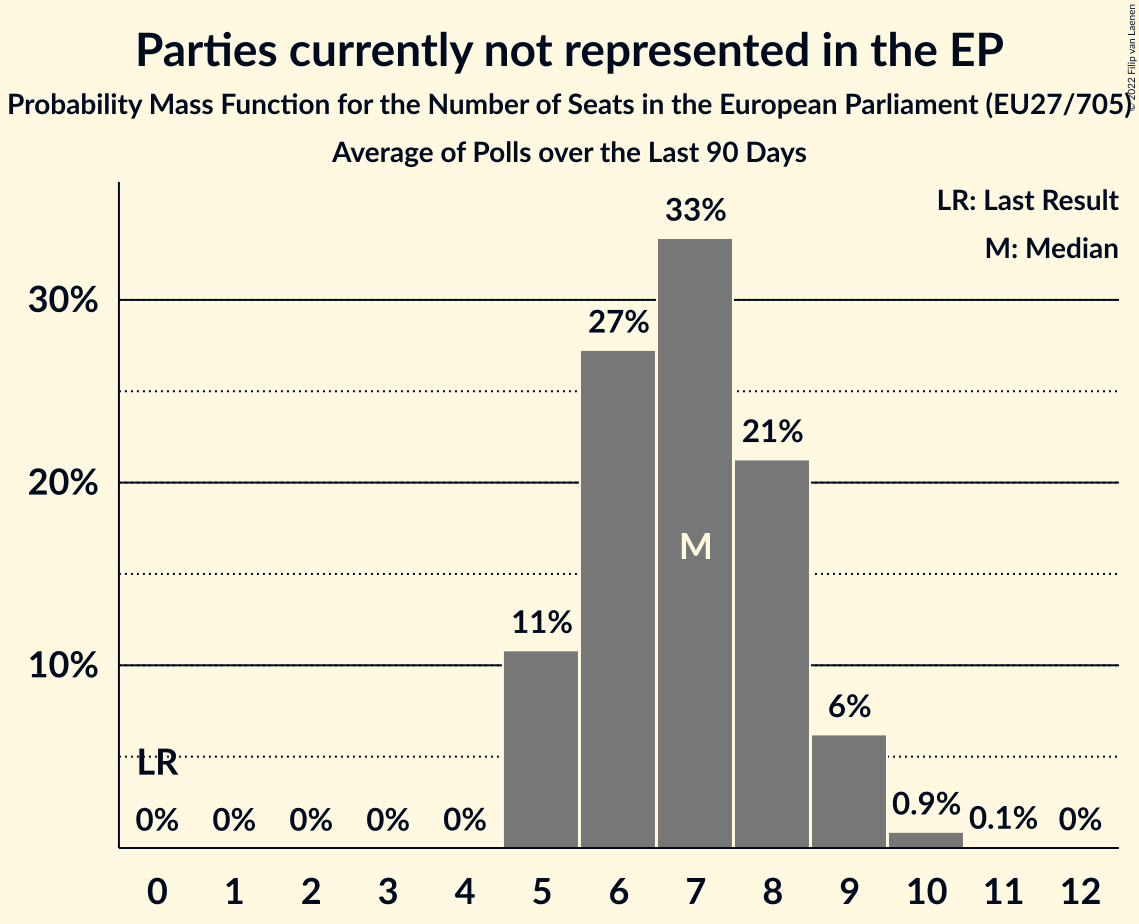 Parties currently not represented in the EP
Probability Mass Function for the Number of Seats in the European Parliament (EU27/705)
Average of Polls over the Last 90 Days
© 2022 Filip van Laenen
LR: Last Result
M: Median
30%
20%
10%
LR
0%
0%
0%
0%
0%
11%
27%
33%
M
21%
6%
0.9%
0.1%
0%
0 1 2 3 4 5 6 7 8 9 10 11 12